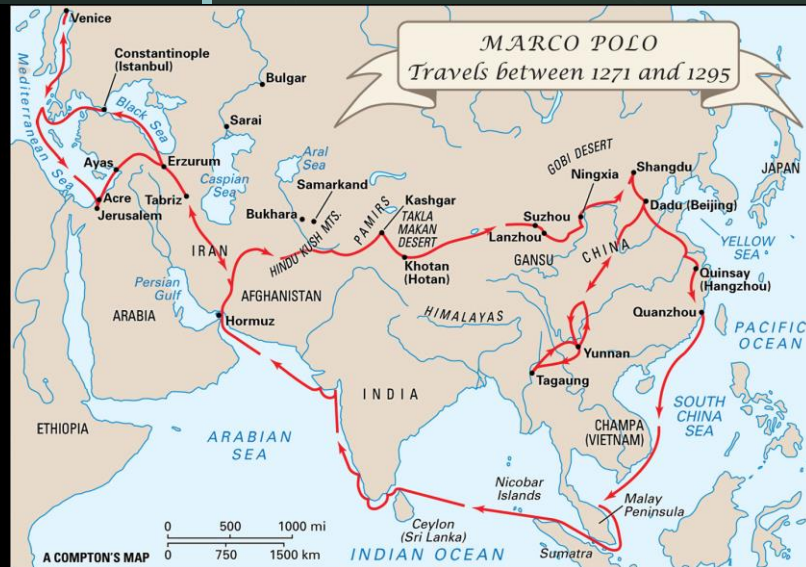 MARCO POLO
Travels between 1271 and 1295
Venice
Constantinople
(Istanbul)
Bulgar
Mediterranean Sea
Black Sea
Sarai
Aral
Sea
Caspian
Sea
Ayas
Erzurum
Acre
Jerusalem
Tabriz
Samarkand
Bukhara
PAMIRS
Kashgar
TAKLA
MAKAN
DESERT
Khotan
(Hotan)
HINDU KUSH MTS.
GOBI DESERT
Ningxia
Suzhou
Lanzhou
GANSU
Shangdu
Dadu (Beijing)
CHINA
JAPAN
YELLOW
SEA
Quinsay
(Hangzhou)
Quanzhou
PACIFIC
OCEAN
IRAN
Persian
Gulf
AFGHANISTAN
HIMALAYAS
ARABIA
Hormuz
Yunnan
Tagaung
INDIA
ETHIOPIA
ARABIAN
SEA
CHAMPA
(VIETNAM)
SOUTH
CHINA
SEA
Nicobar
Islands
Malay
Peninsula
Ceylon
(Sri Lanka)
Sumatra
INDIAN OCEAN
0 500 1000 mi
0 750 1500 km
A COMPTON'S MAP